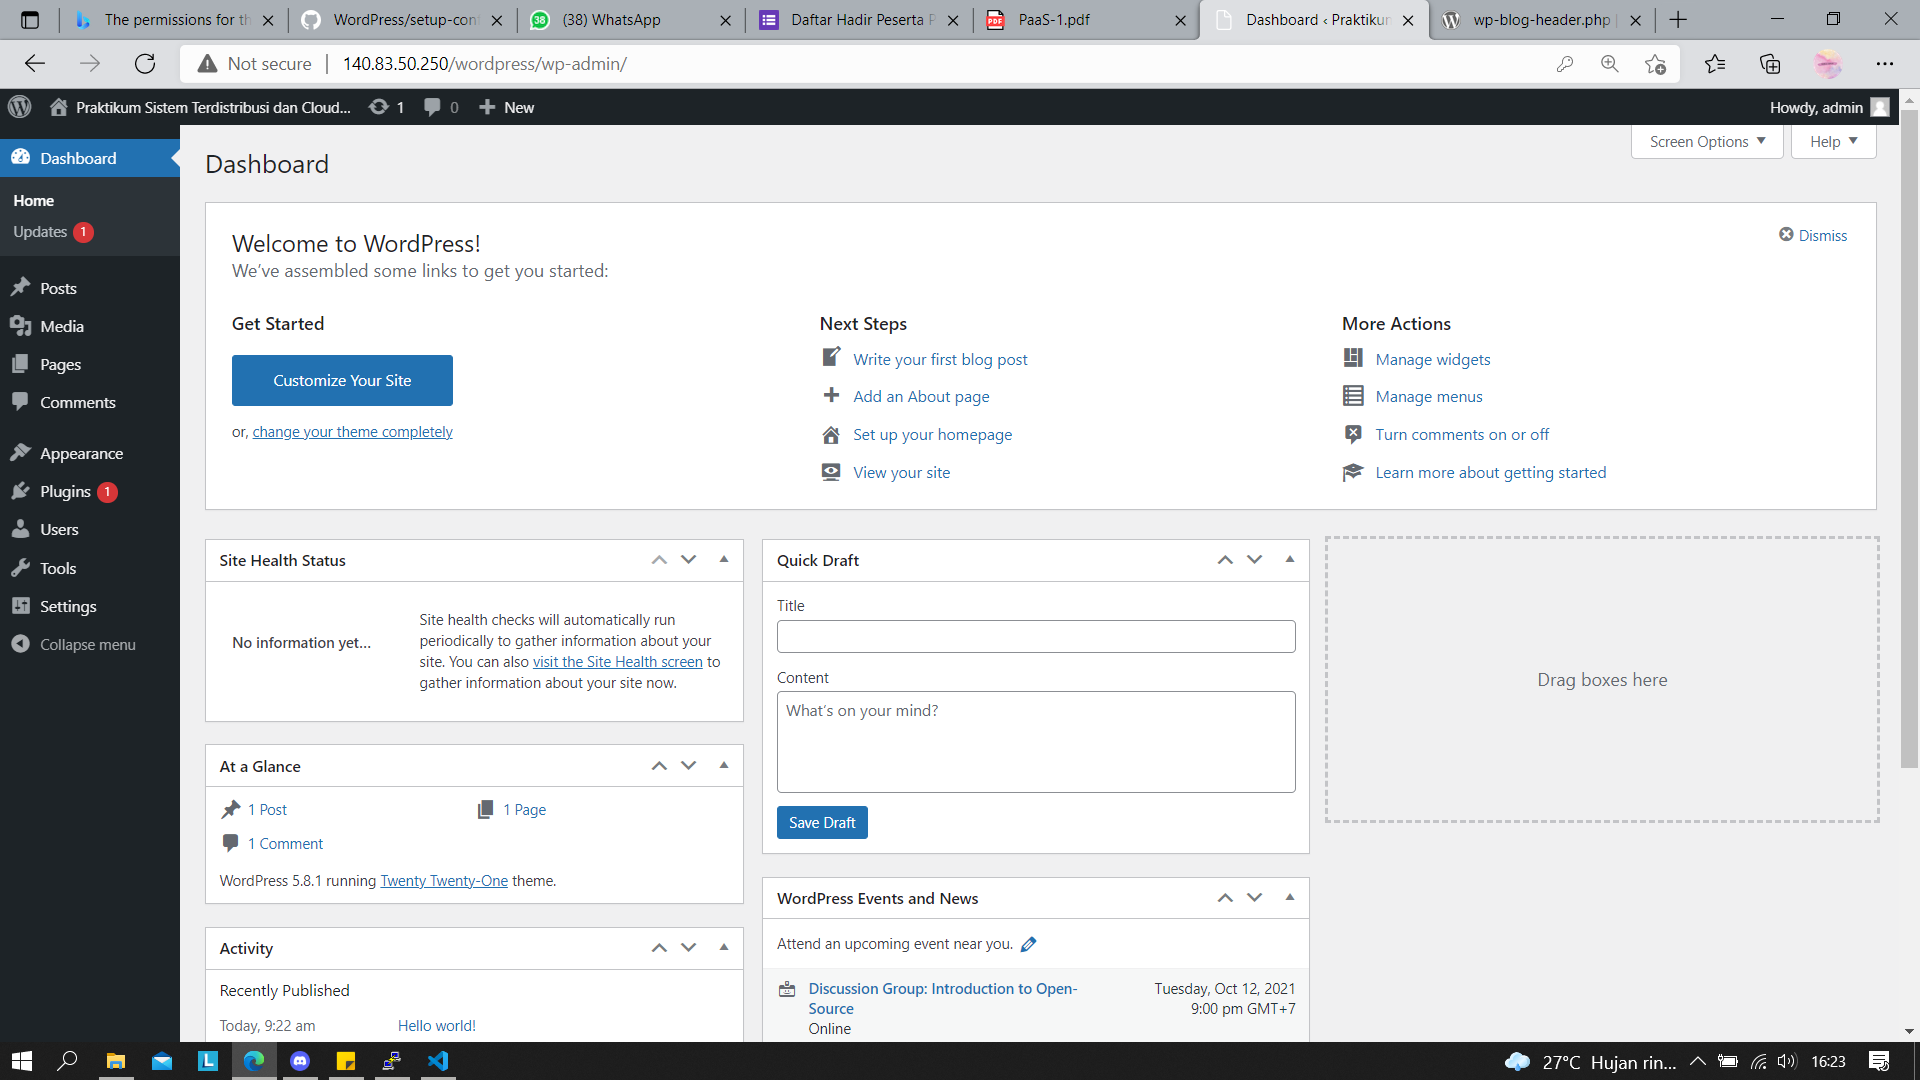 The permissions for th
WordPress/setup-conf
38
(38) WhatsApp
Daftar Hadir Peserta P
PDF
PaaS-1.pdf
Dashboard ‹ Praktikum
wp-blog-header.php |
Not secure
140.83.50.250/wordpress/wp-admin/
Praktikum Sistem Terdistribusi dan Cloud...
1
0
New
Howdy, admin
Dashboard
Home
Updates 1
Posts
Media
Pages
Comments
Appearance
Plugins 1
Users
Tools
Settings
Collapse menu
Screen Options
Help
Dashboard
Welcome to WordPress!
We've assembled some links to get you started:
Dismiss
Get Started
Customize Your Site
or, change your theme completely
Next Steps
Write your first blog post
Add an About page
Set up your homepage
View your site
More Actions
Manage widgets
Manage menus
Turn comments on or off
Learn more about getting started
Site Health Status
No information yet...
Site health checks will automatically run
periodically to gather information about your
site. You can also visit the Site Health screen to
gather information about your site now.
At a Glance
1 Post
1 Page
1 Comment
WordPress 5.8.1 running Twenty Twenty-One theme.
Activity
Recently Published
Today, 9:22 am
Hello world!
Quick Draft
Title
Content
What's on your mind?
Save Draft
WordPress Events and News
Attend an upcoming event near you.
Discussion Group: Introduction to Open-
Source
Online
Tuesday, Oct 12, 2021
9:00 pm GMT+7
Drag boxes here
L
27°C Hujan rin...
16:23